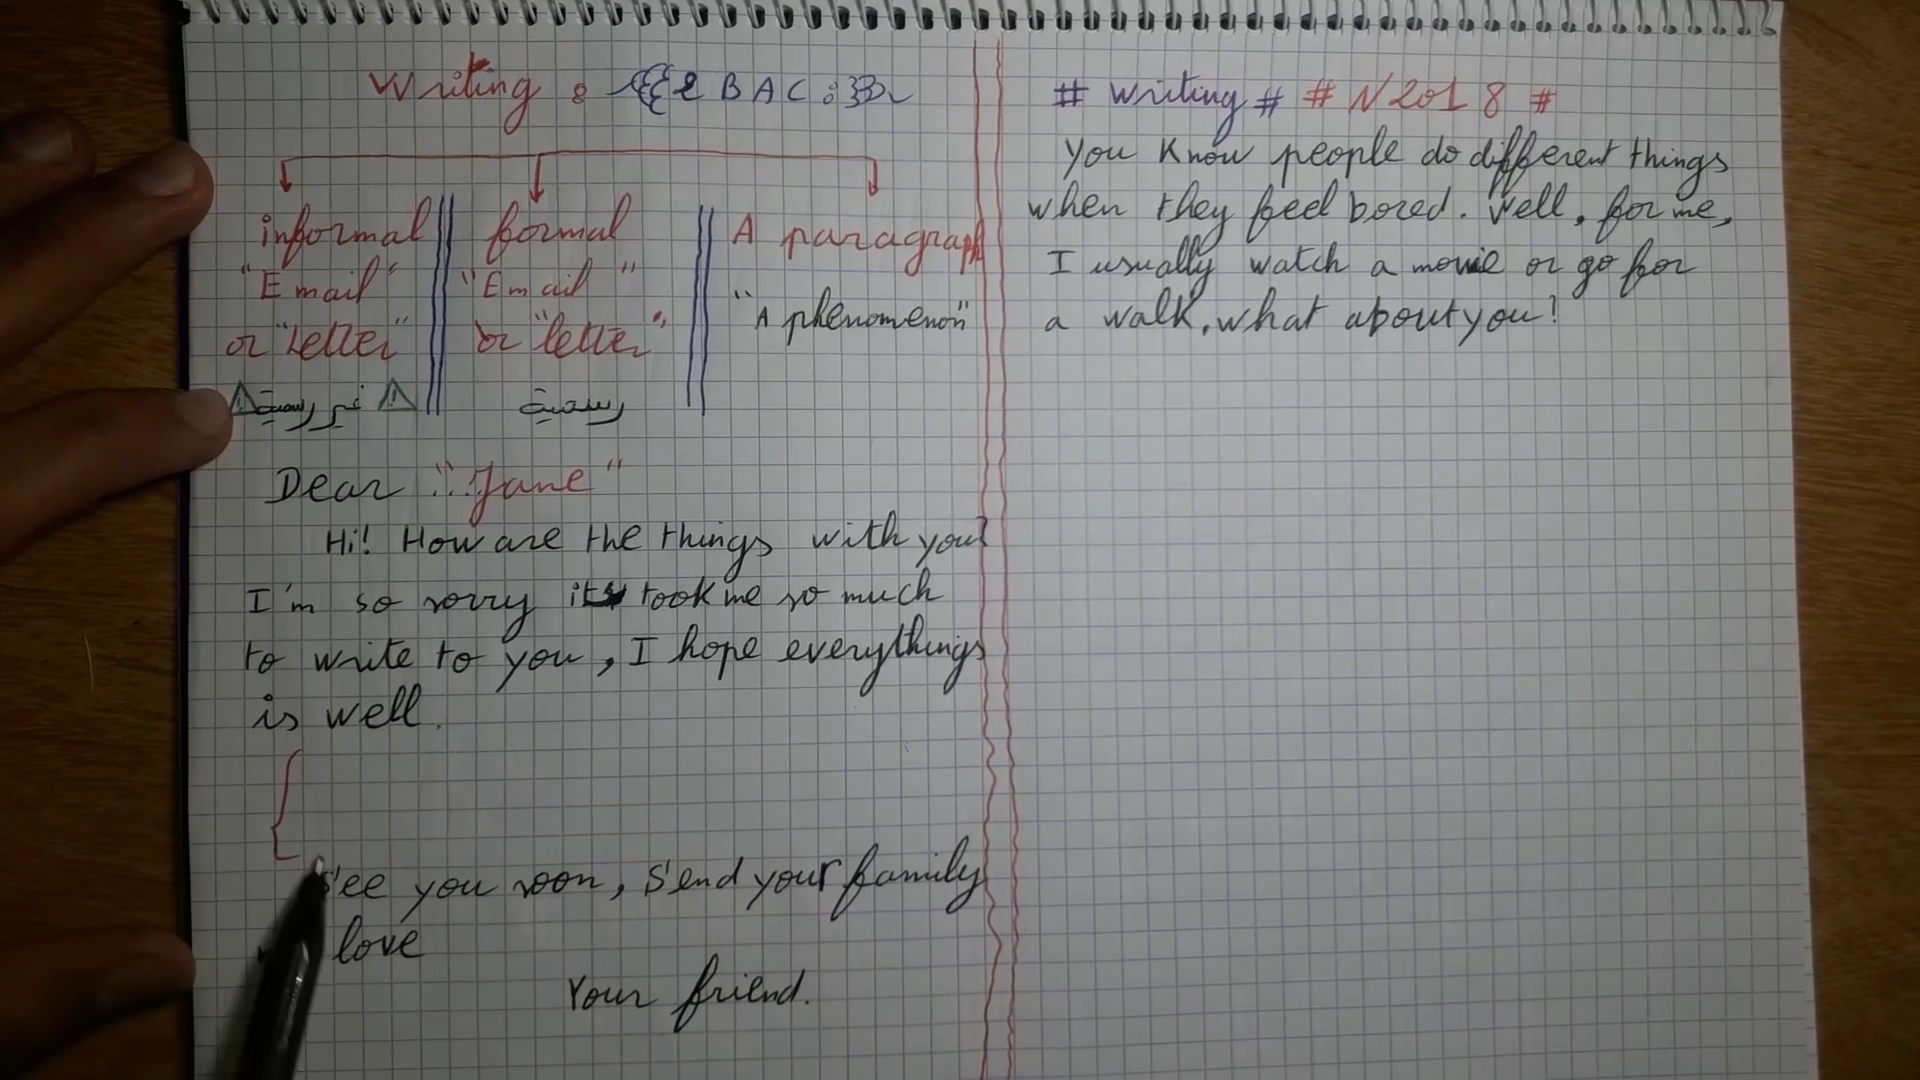 Writing : {{{2 BAC:}}}
informal
"Email"
or "Letter"
غير رسمية
formal
"Email"
or "letter"
رسمية
A paragraph
"A phenomenon"
Dear "Jane"
Hi! How are the things with you?
I'm so sorry it took me so much
to write to you, I hope everythings
is well.
See you soon, Send your family
love
Your friend.
# Writing # # N2018 #
You Know people do different things
when they feel bored. Well, for me,
I usually watch a movie or go for
a walk, what about you?